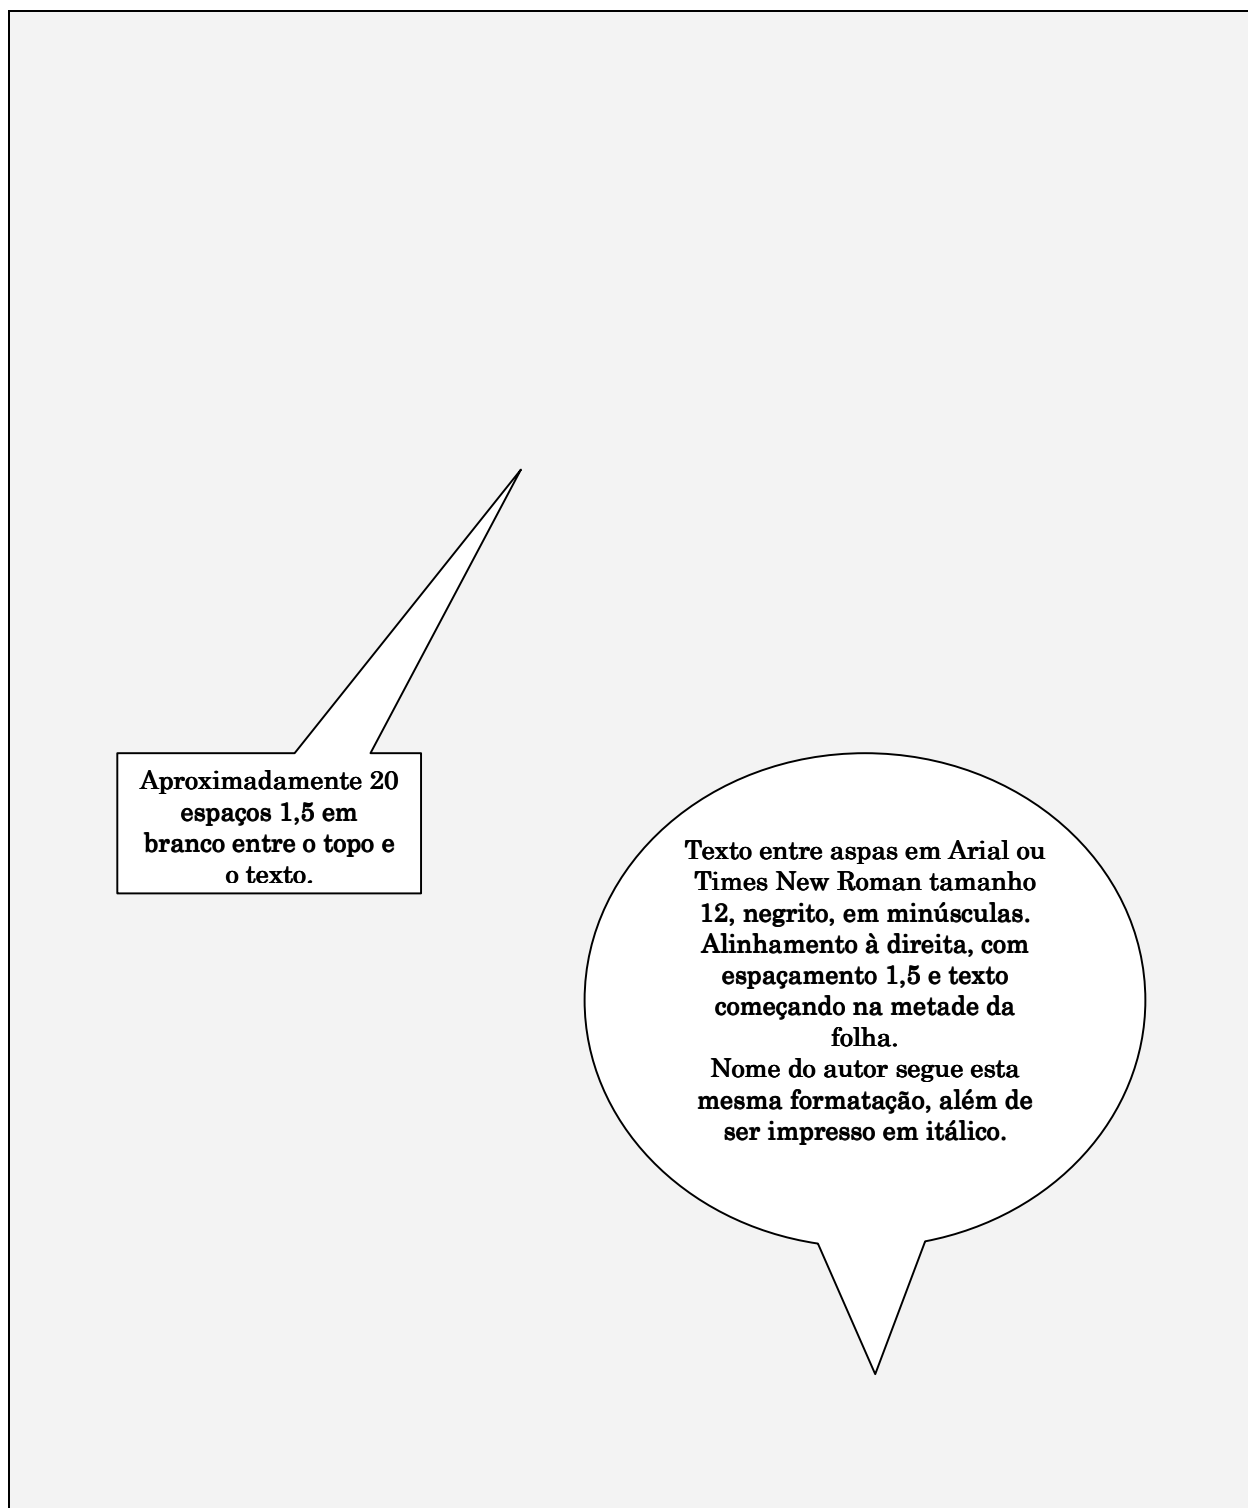 Aproximadamente 20
espaços 1,5 em
branco entre o topo e
o texto.
Texto entre aspas em Arial ou
Times New Roman tamanho
12, negrito, em minúsculas.
Alinhamento à direita, com
espaçamento 1,5 e texto
começando na metade da
folha.
Nome do autor segue esta
mesma formatação, além de
ser impresso em itálico.